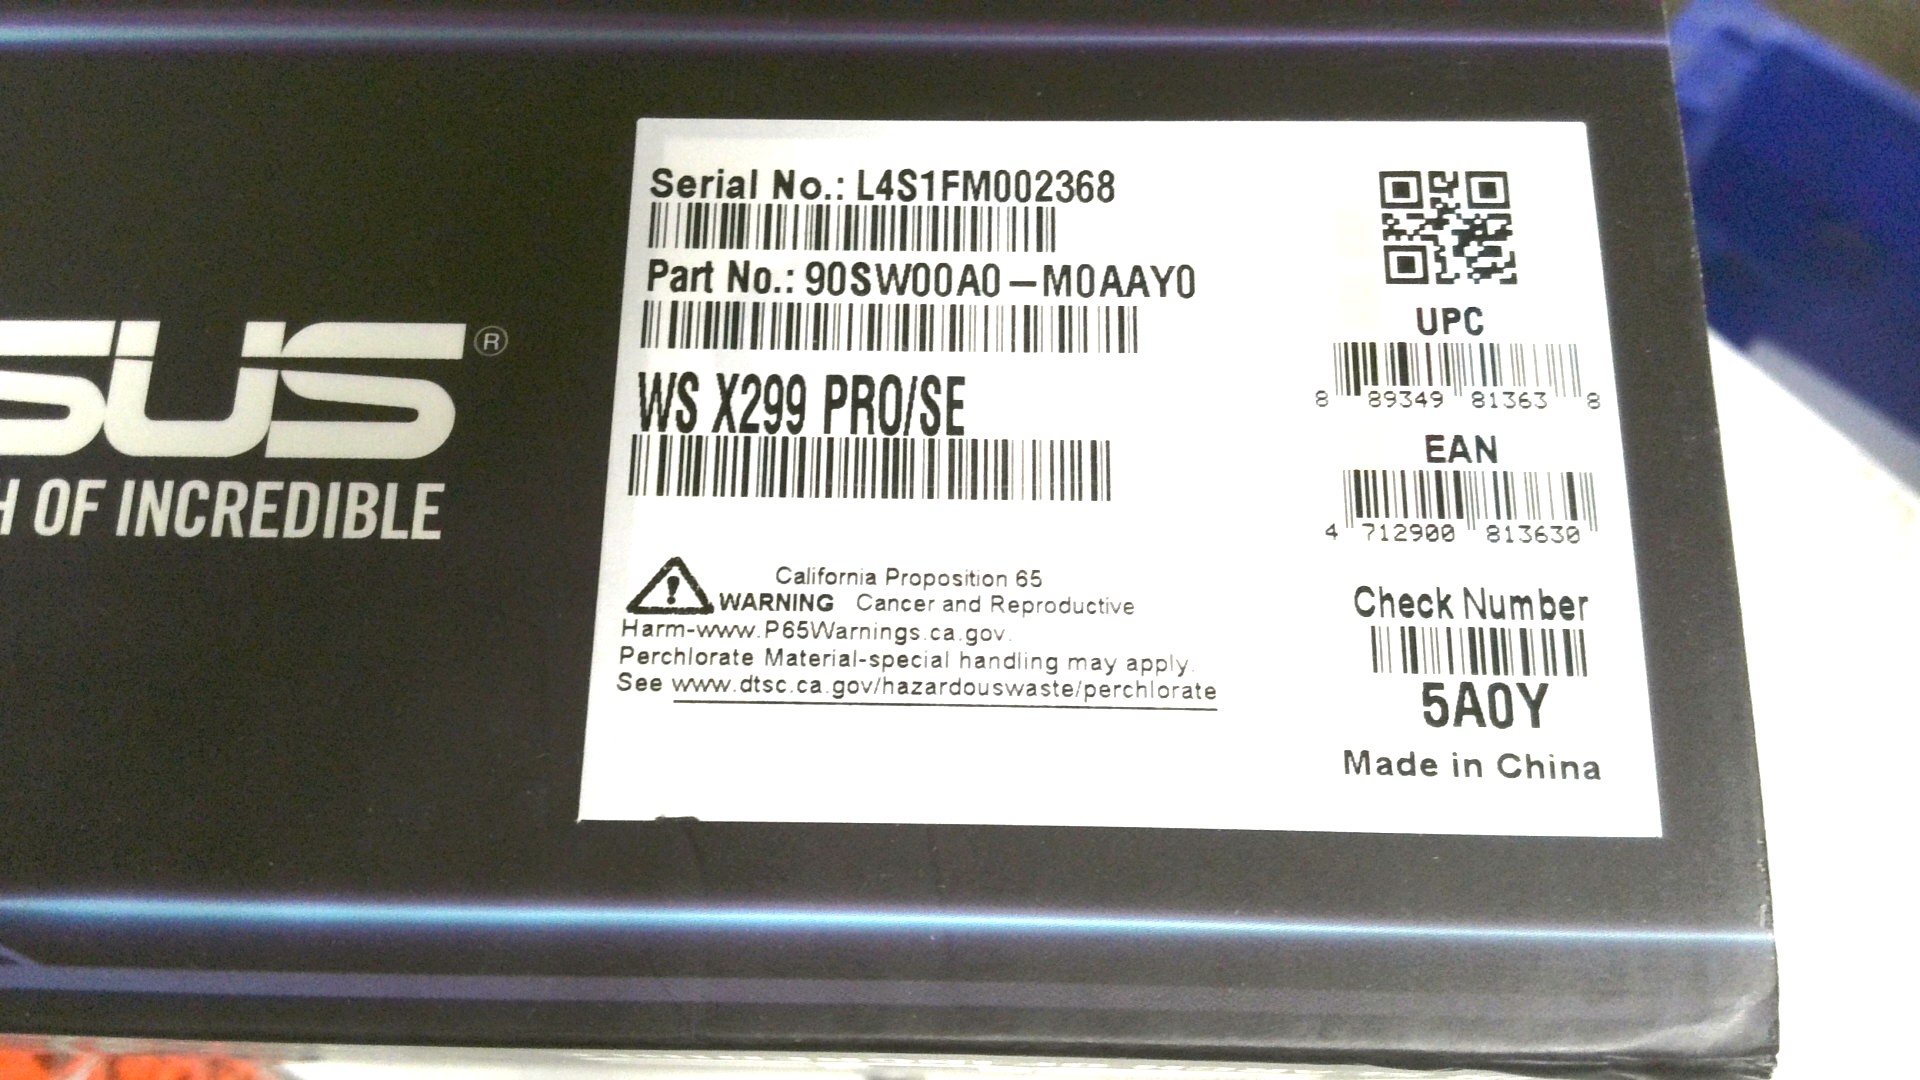 SUS®
H OF INCREDIBLE
Serial No.: L4S1FM002368
Part No.: 90SW00A0-M0AAY0
WS X299 PRO/SE
California Proposition 65
WARNING Cancer and Reproductive
Harm-www.P65Warnings.ca.gov.
Perchlorate Material-special handling may apply.
See www.dtsc.ca.gov/hazardouswaste/perchlorate
UPC
8 89349 81363 8
EAN
4 712900 813630
Check Number
5A0Y
Made in China